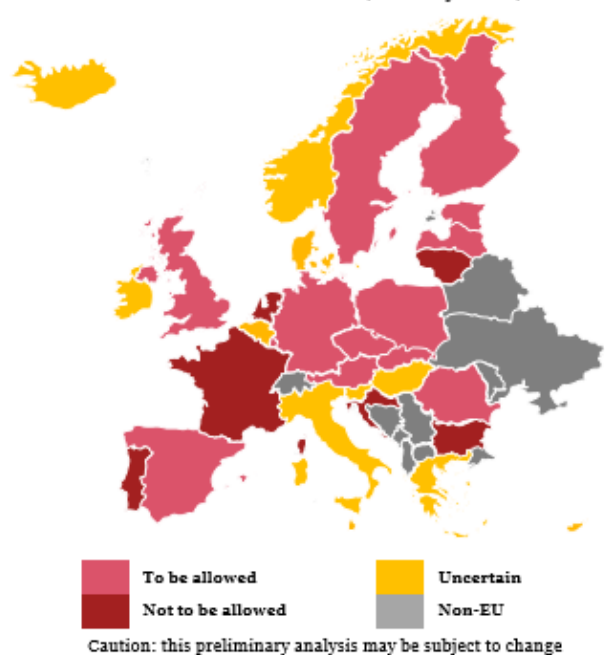 To be allowed
Uncertain
Not to be allowed
Non-EU
Caution: this preliminary analysis may be subject to change